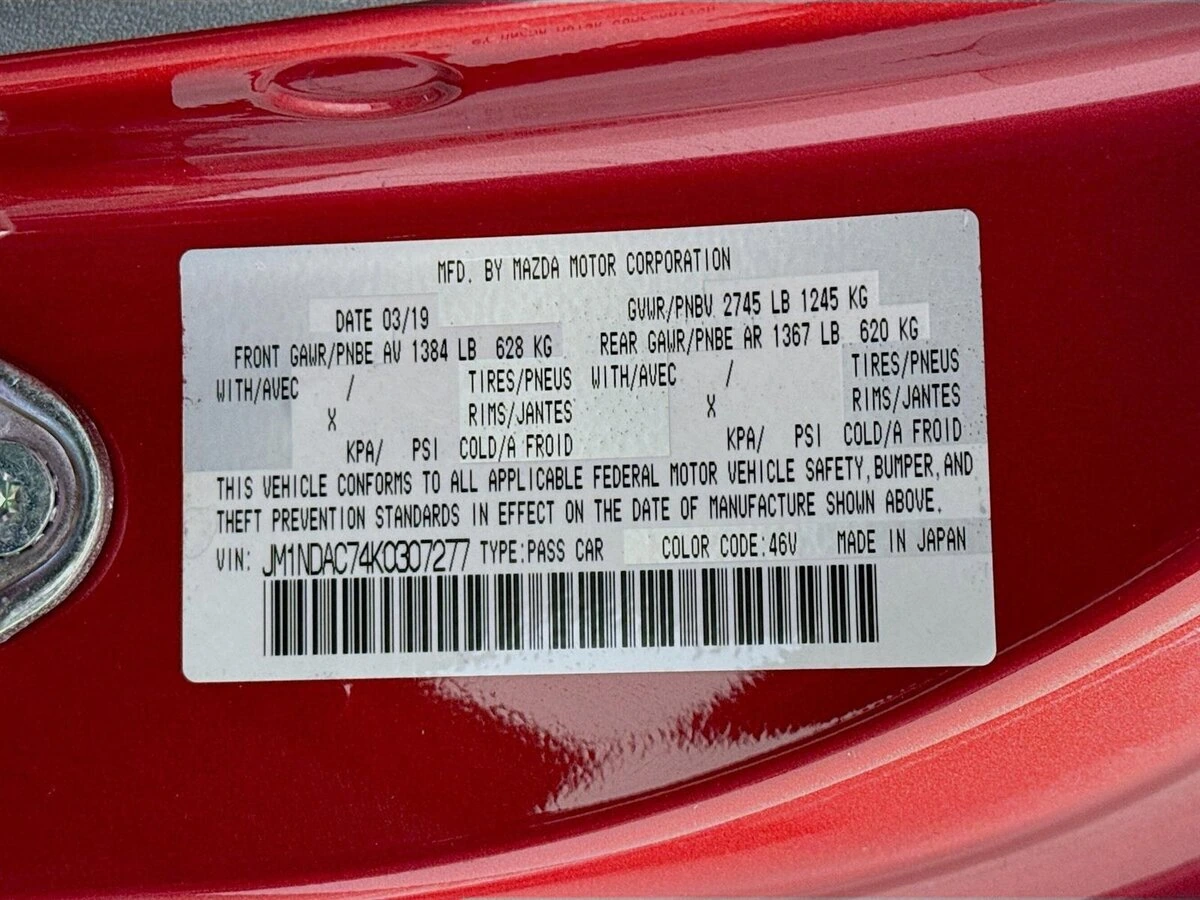 MFD. BY MAZDA MOTOR CORPORATION
DATE 03/19 GVWR/PNBV 2745 LB 1245 KG
FRONT GAWR/PNBE AV 1384 LB 628 KG REAR GAWR/PNBE AR 1367 LB 620 KG
WITH/AVEC / TIRES/PNEUS WITH/AVEC / TIRES/PNEUS
X RIMS/JANTES X RIMS/JANTES
KPA/ PSI COLD/A FROID KPA/ PSI COLD/A FROID
THIS VEHICLE CONFORMS TO ALL APPLICABLE FEDERAL MOTOR VEHICLE SAFETY, BUMPER, AND
THEFT PREVENTION STANDARDS IN EFFECT ON THE DATE OF MANUFACTURE SHOWN ABOVE.
VIN: JM1NDAC74K0307277 TYPE:PASS CAR COLOR CODE:46V MADE IN JAPAN